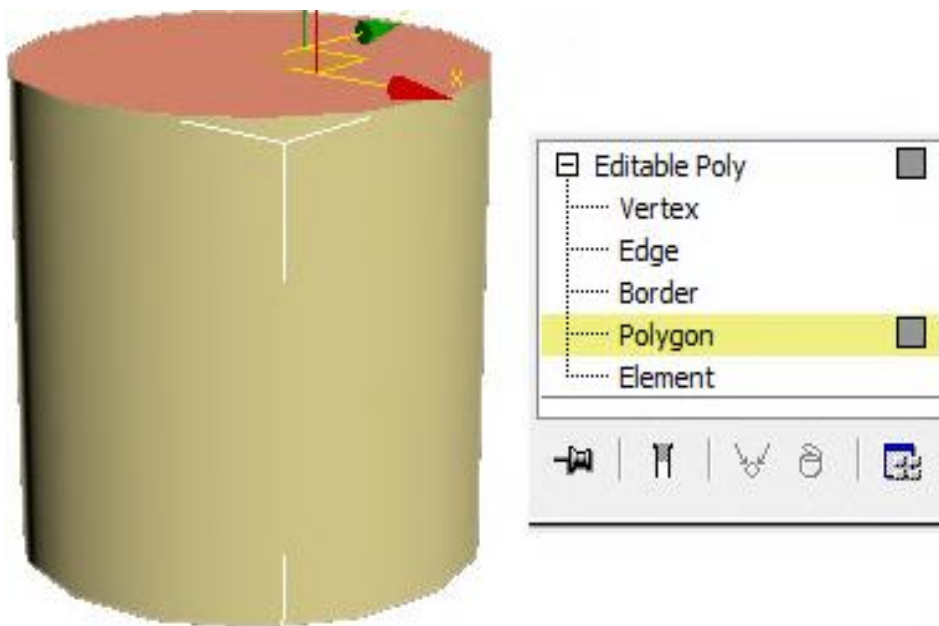 x
Editable Poly
Vertex
Edge
Border
Polygon
Element